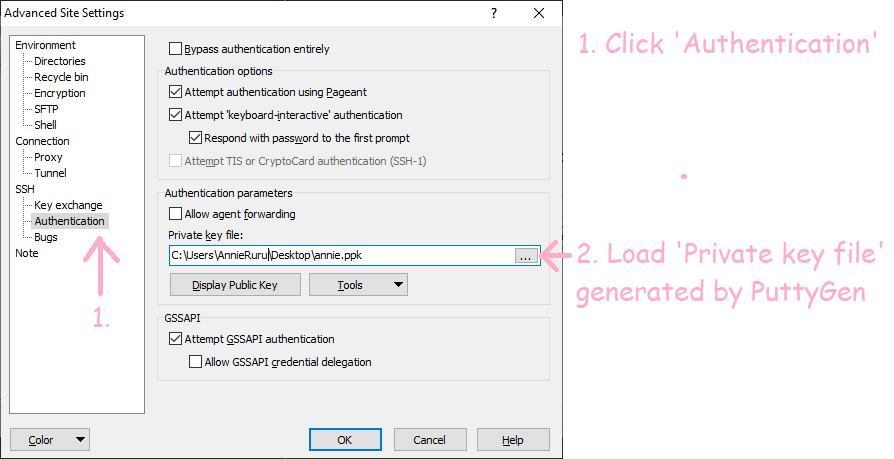 Advanced Site Settings
?
Environment
Directories
Recycle bin
Encryption
SFTP
Shell
Connection
Proxy
Tunnel
SSH
Key exchange
Authentication
Bugs
Note
1.
Bypass authentication entirely
Authentication options
Attempt authentication using Pageant
Attempt 'keyboard-interactive' authentication
Respond with password to the first prompt
Attempt TIS or CryptoCard authentication (SSH-1)
Authentication parameters
Allow agent forwarding
Private key file:
C:\Users\AnnieRuru\Desktop\annie.ppk
...
Display Public Key
Tools
GSSAPI
Attempt GSSAPI authentication
Allow GSSAPI credential delegation
Color
OK
Cancel
Help
1. Click 'Authentication'
2. Load 'Private key file'
generated by PuttyGen